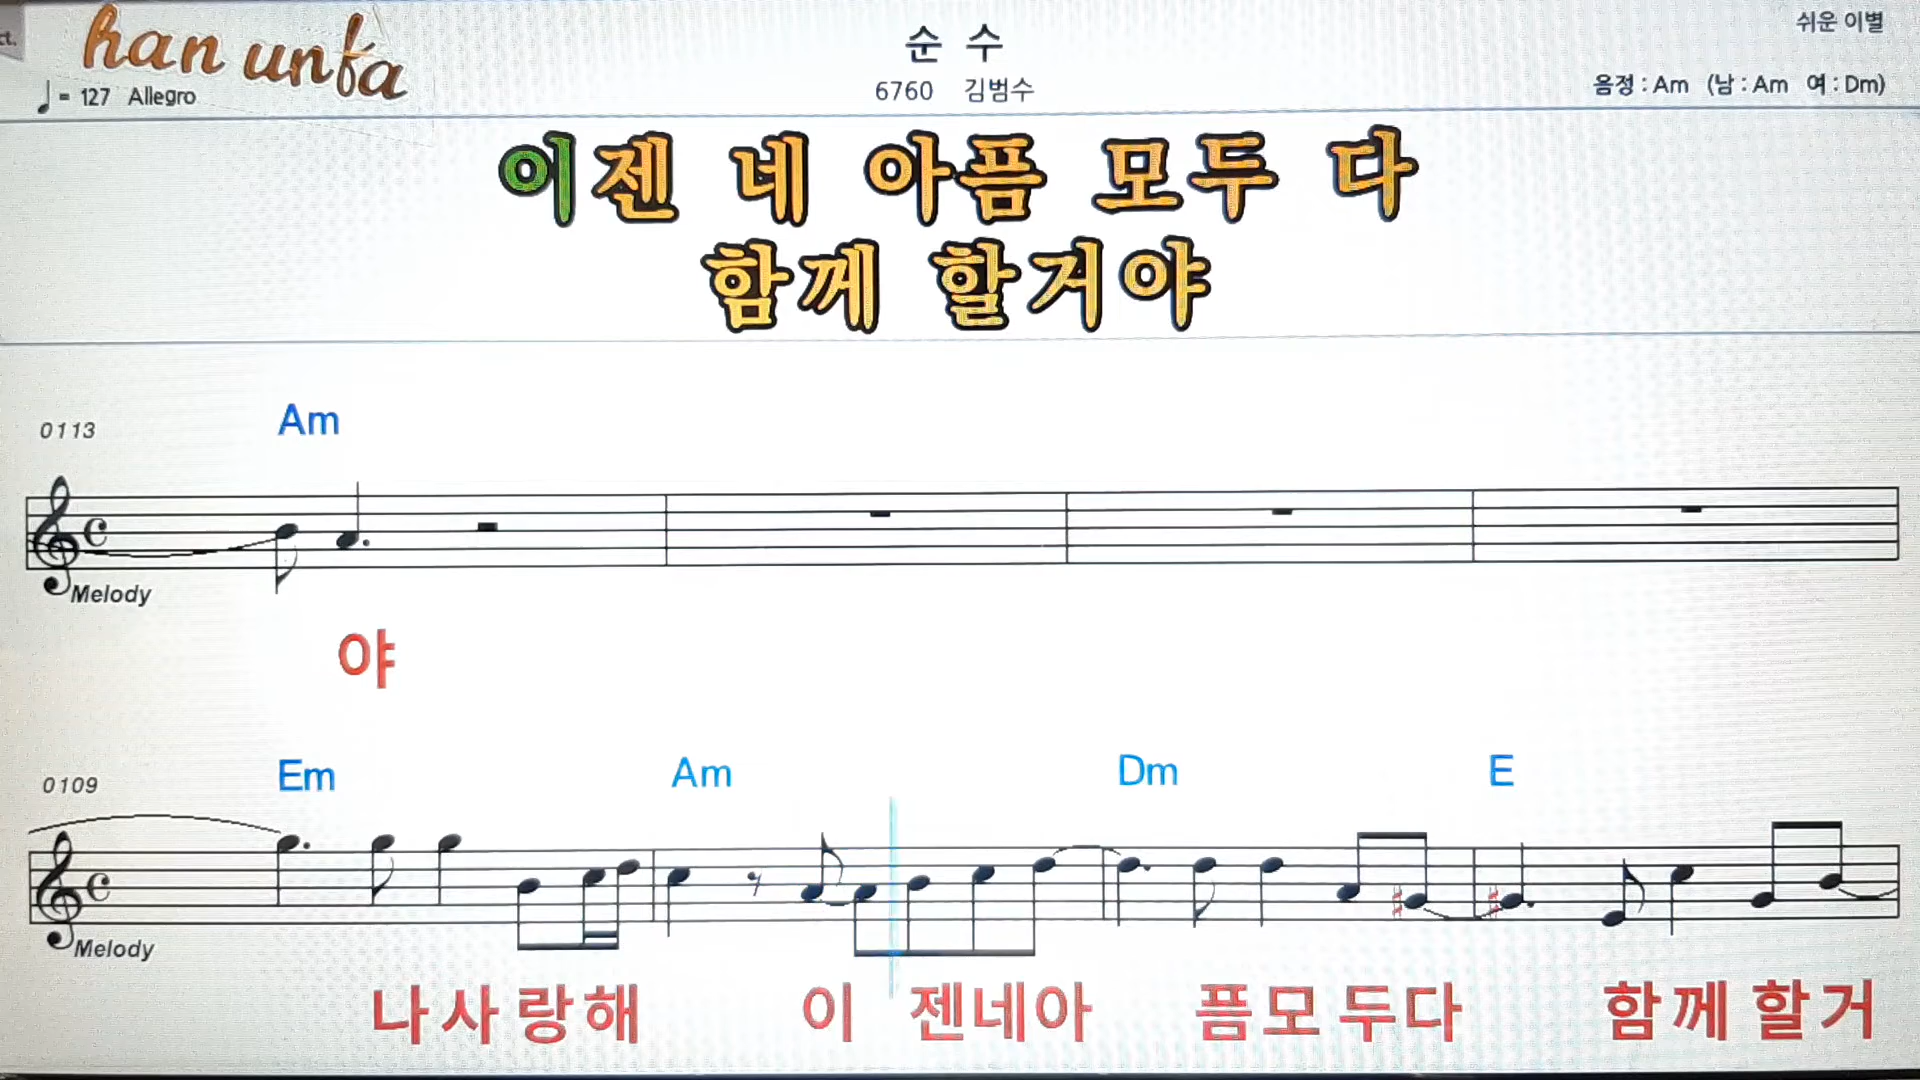 ct.
han unfa
순 수
쉬운 이별
♩= 127 Allegro
6760 김범수
음정 : Am (남 : Am 여 : Dm)
이젠 네 아픔 모두 다
함께 할거야
0113 Am
Melody
야
0109 Em Am Dm E
Melody
나사랑해 이 젠네아 픔모두다 함께할거